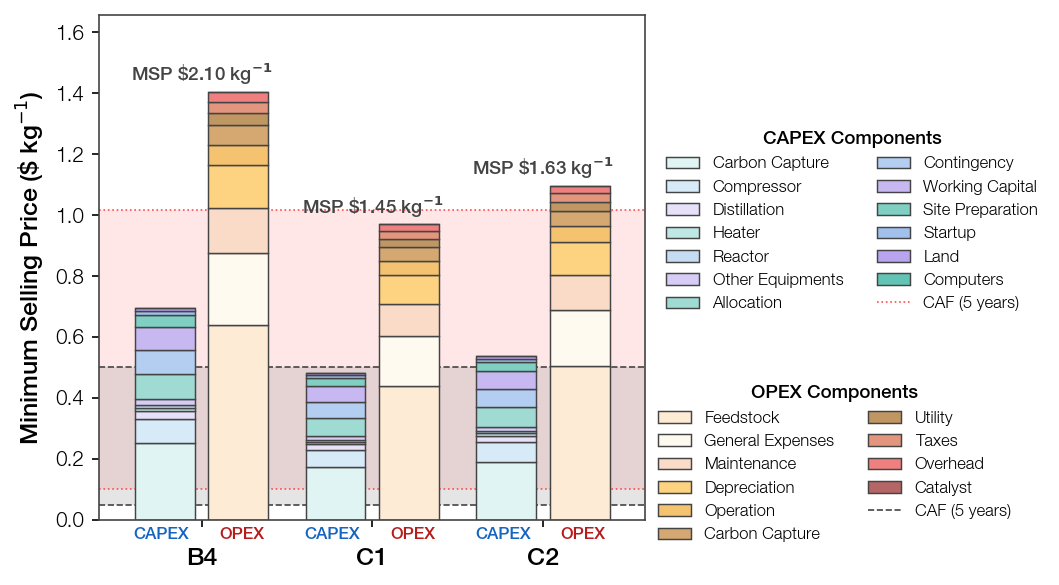 Minimum Selling Price ($ kg⁻¹)
1.6
1.4
1.2
1.0
0.8
0.6
0.4
0.2
0.0
MSP $2.10 kg⁻¹
MSP $1.45 kg⁻¹
MSP $1.63 kg⁻¹
CAPEX OPEX CAPEX OPEX CAPEX OPEX
B4 C1 C2
CAPEX Components
Carbon Capture
Compressor
Distillation
Heater
Reactor
Other Equipments
Allocation
Contingency
Working Capital
Site Preparation
Startup
Land
Computers
CAF (5 years)
OPEX Components
Feedstock
General Expenses
Maintenance
Depreciation
Operation
Carbon Capture
Utility
Taxes
Overhead
Catalyst
CAF (5 years)